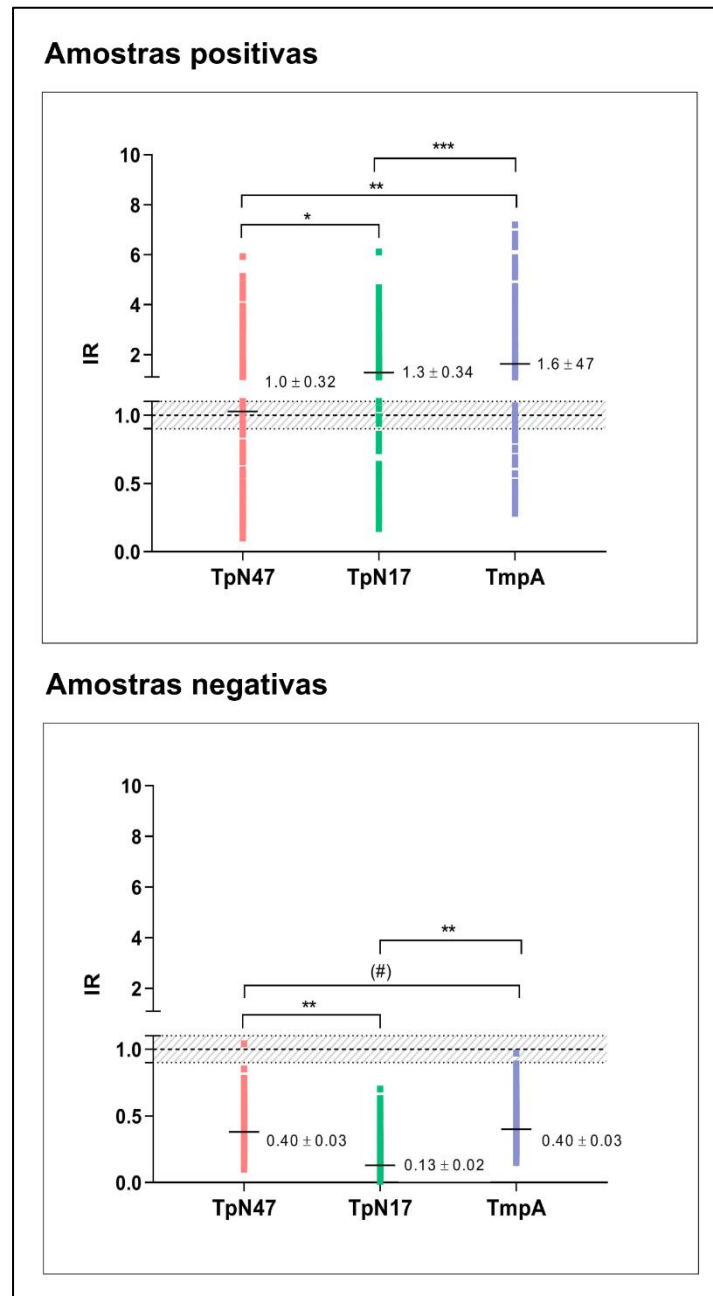 Amostras positivas
10
***
8
**
*
6
4
IR
2
1.0 ± 0.32
1.3 ± 0.34
1.6 ± 47
1.0
0.5
0.0
TpN47 TpN17 TmpA
Amostras negativas
10
8
6
4
**
IR
2
(#)
**
1.0
0.5
0.40 ± 0.03
0.13 ± 0.02
0.40 ± 0.03
0.0
TpN47 TpN17 TmpA